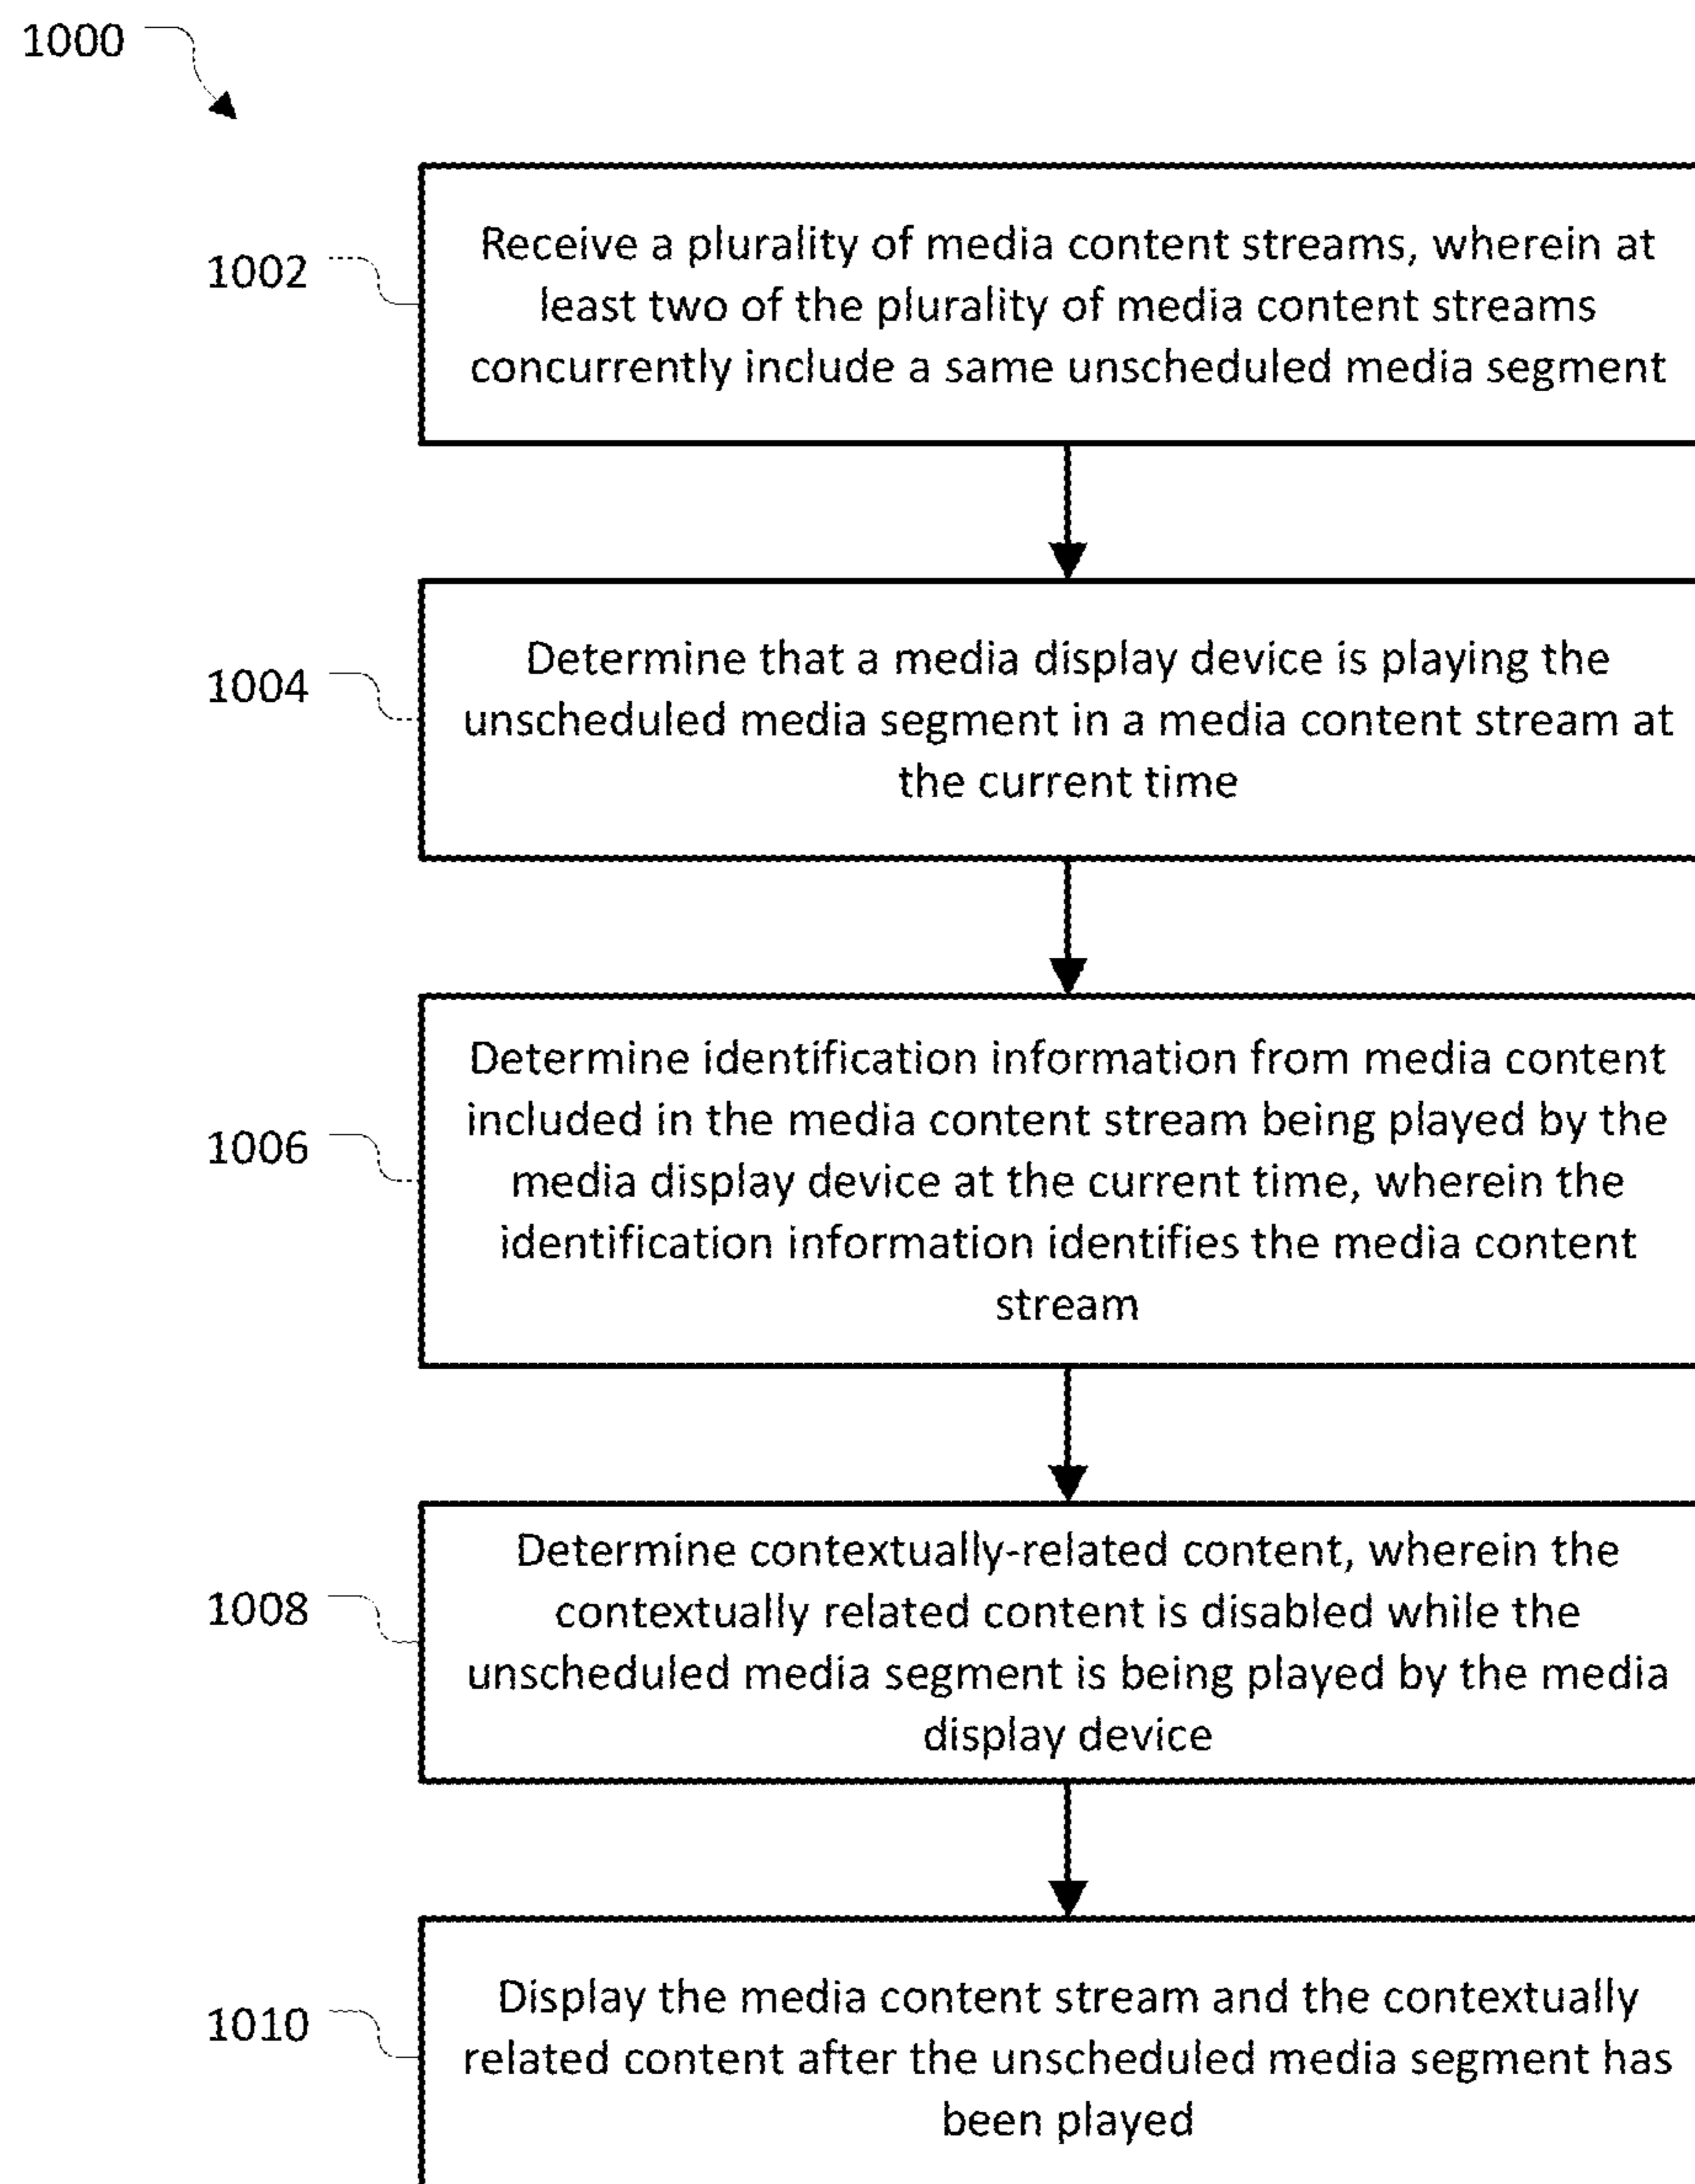 1000
1002
Receive a plurality of media content streams, wherein at
least two of the plurality of media content streams
concurrently include a same unscheduled media segment
1004
Determine that a media display device is playing the
unscheduled media segment in a media content stream at
the current time
1006
Determine identification information from media content
included in the media content stream being played by the
media display device at the current time, wherein the
identification information identifies the media content
stream
1008
Determine contextually-related content, wherein the
contextually related content is disabled while the
unscheduled media segment is being played by the media
display device
1010
Display the media content stream and the contextually
related content after the unscheduled media segment has
been played